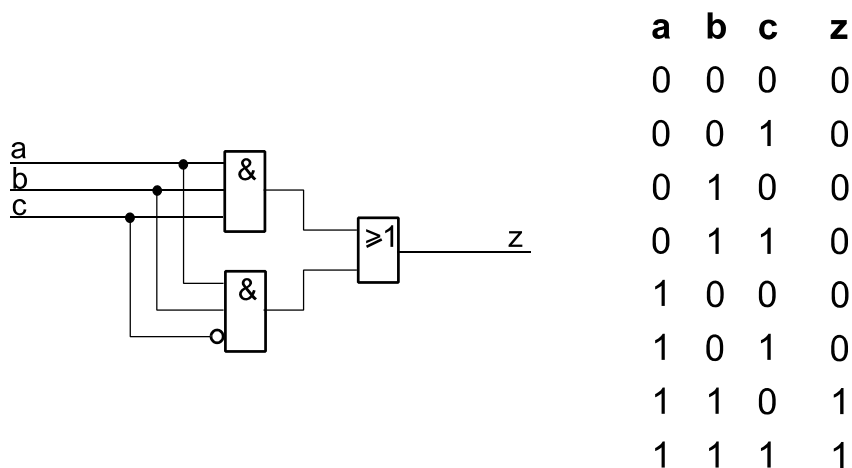 a
b
c
&
&
⩾1
z
a b c z
0 0 0 0
0 0 1 0
0 1 0 0
0 1 1 0
1 0 0 0
1 0 1 0
1 1 0 1
1 1 1 1